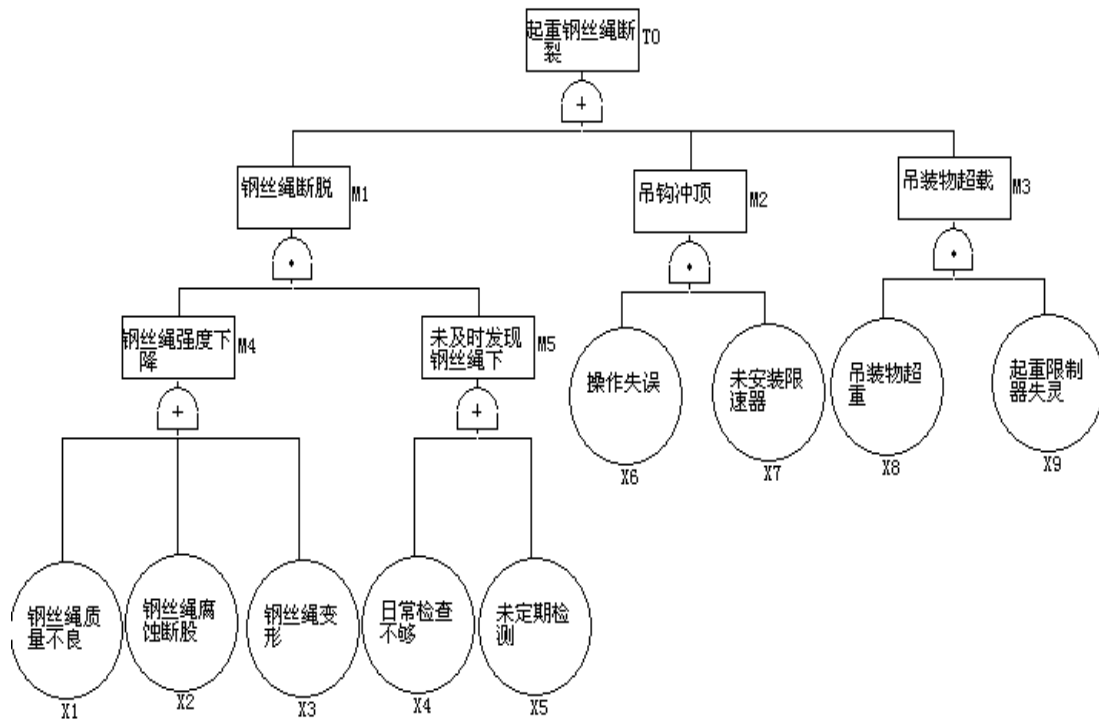 起重钢丝绳断
裂
T0
+
钢丝绳断脱
M1
吊钩冲顶
M2
吊装物超载
M3
钢丝绳强度下
降
M4
未及时发现
钢丝绳下
M5
操作失误
X6
未安装限
速器
X7
吊装物超
重
X8
起重限制
器失灵
X9
+
+
钢丝绳质
量不良
X1
钢丝绳腐
蚀断股
X2
钢丝绳变
形
X3
日常检查
不够
X4
未定期检
测
X5